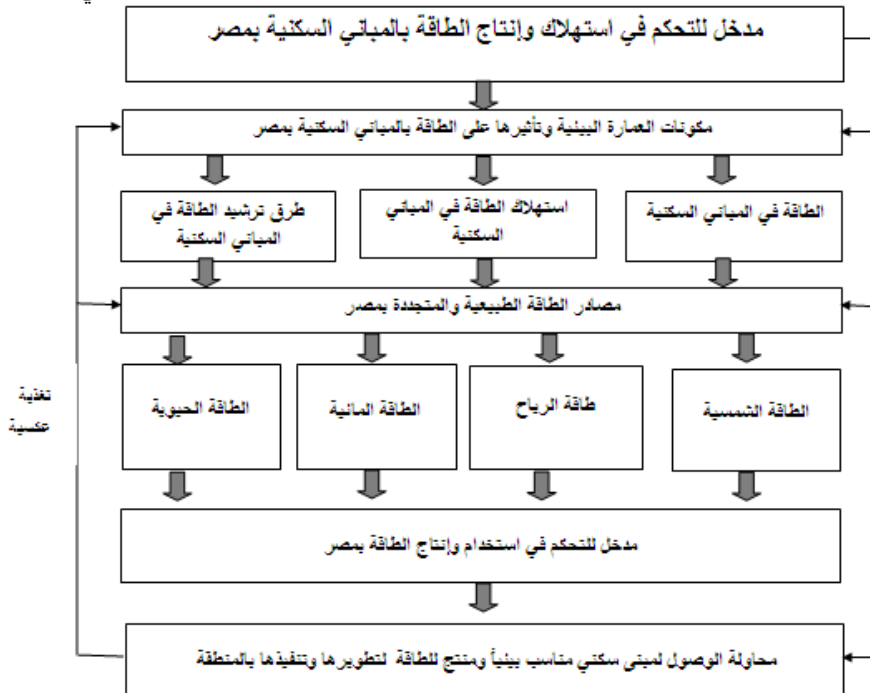 مدخل للتحكم في استهلاك وإنتاج الطاقة بالمباني السكنية بمصر
مكونات العمارة البيئية وتأثيرها على الطاقة بالمباني السكنية بمصر
الطاقة في المباني السكنية
استهلاك الطاقة في المباني
السكنية
طرق ترشيد الطاقة في
المباني السكنية
مصادر الطاقة الطبيعية والمتجددة بمصر
الطاقة الشمسية
طاقة الرياح
الطاقة المائية
الطاقة الحيوية
تغذية
عكسية
مدخل للتحكم في استخدام وإنتاج الطاقة بمصر
محاولة الوصول لمبنى سكني مناسب بيئياً ومنتج للطاقة لتطويرها وتنفيذها بالمنطقة